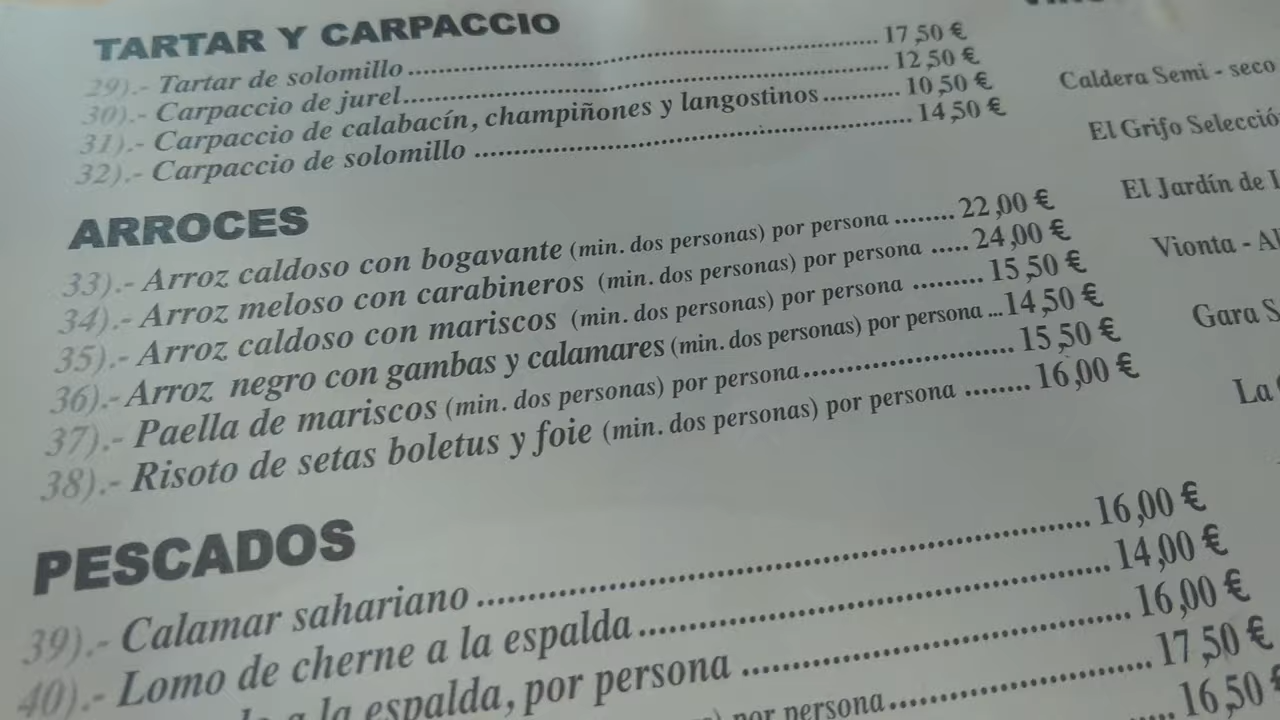 TARTAR Y CARPACCIO
29).- Tartar de solomillo ........ 17,50 €
30).- Carpaccio de jurel ........ 12,50 €
31).- Carpaccio de calabacín, champiñones y langostinos ........ 10,50 €
32).- Carpaccio de solomillo ........ 14,50 €
ARROCES
33).- Arroz caldoso con bogavante (min. dos personas) por persona ........ 22,00 €
34).- Arroz meloso con carabineros (min. dos personas) por persona ..... 24,00 €
35).- Arroz caldoso con mariscos (min. dos personas) por persona ......... 15,50 €
36).- Arroz negro con gambas y calamares (min. dos personas) por persona ... 14,50 €
37).- Paella de mariscos (min. dos personas) por persona ........ 15,50 €
38).- Risoto de setas boletus y foie (min. dos personas) por persona ........ 16,00 €
PESCADOS
39).- Calamar sahariano ........ 16,00 €
40).- Lomo de cherne a la espalda ........ 14,00 €
a la espalda, por persona ........ 16,00 €
por persona ........ 17,50 €
16,50 €
Caldera Semi - seco
El Grifo Selecció
El Jardín de
Vionta -
Gara S
La